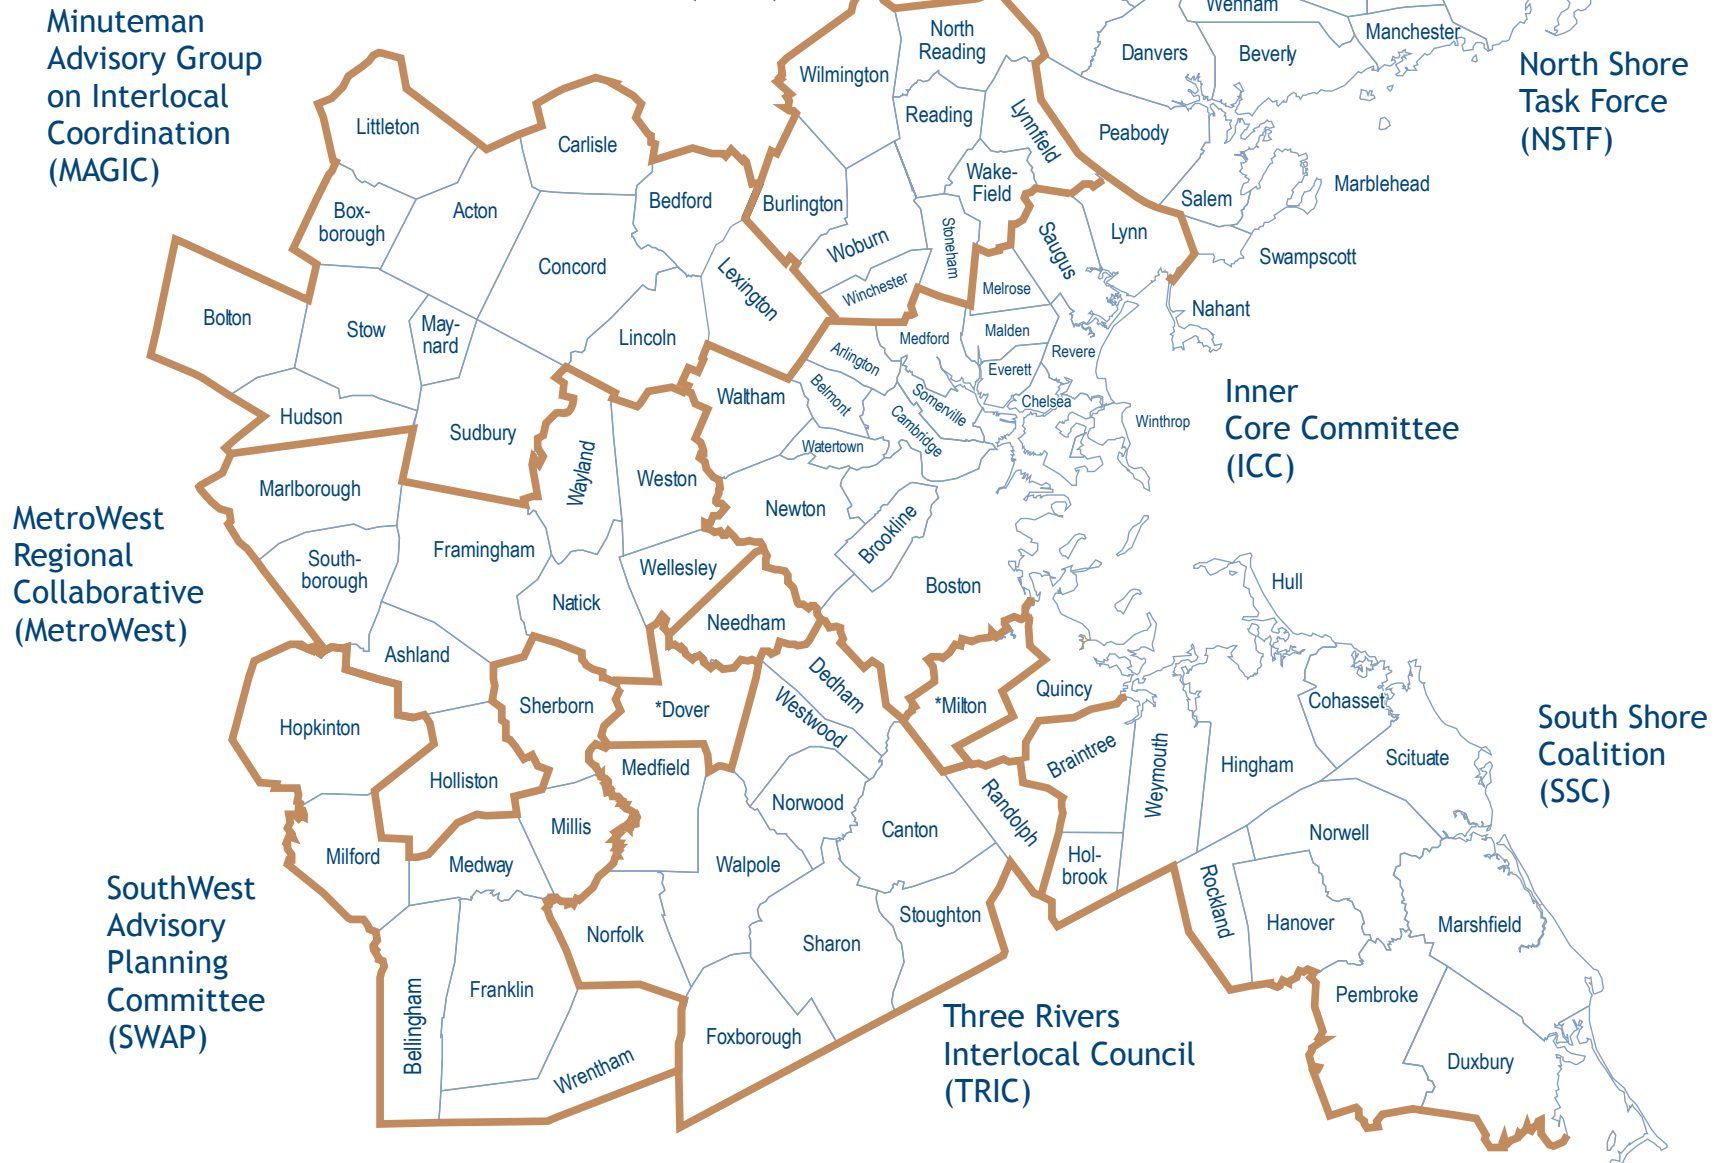 Minuteman
Advisory Group
on Interlocal
Coordination
(MAGIC)
Wenham
Manchester
North
Reading
Danvers
Beverly
Wilmington
North Shore
Task Force
(NSTF)
Littleton
Carlisle
Reading
Lynnfield
Peabody
Wake-
Field
Marblehead
Box-
borough
Acton
Bedford
Burlington
Salem
Stoneham
Saugus
Lynn
Woburn
Swampscott
Concord
Lexington
Winchester
Melrose
Nahant
Bolton
Stow
May-
nard
Lincoln
Medford
Malden
Revere
Arlington
Everett
Belmont
Somerville
Chelsea
Waltham
Cambridge
Winthrop
Inner
Core Committee
(ICC)
Hudson
Sudbury
Watertown
Wayland
Weston
Marlborough
Newton
Brookline
MetroWest
Regional
Collaborative
(MetroWest)
Framingham
South-
borough
Wellesley
Natick
Boston
Hull
Needham
Ashland
Dedham
Quincy
Sherborn
*Dover
Westwood
*Milton
Cohasset
Hopkinton
South Shore
Coalition
(SSC)
Braintree
Weymouth
Hingham
Scituate
Medfield
Holliston
Norwood
Randolph
Millis
Canton
Norwell
Milford
Medway
Walpole
Hol-
brook
SouthWest
Advisory
Planning
Committee
(SWAP)
Rockland
Stoughton
Hanover
Marshfield
Norfolk
Sharon
Franklin
Bellingham
Pembroke
Foxborough
Three Rivers
Interlocal Council
(TRIC)
Wrentham
Duxbury